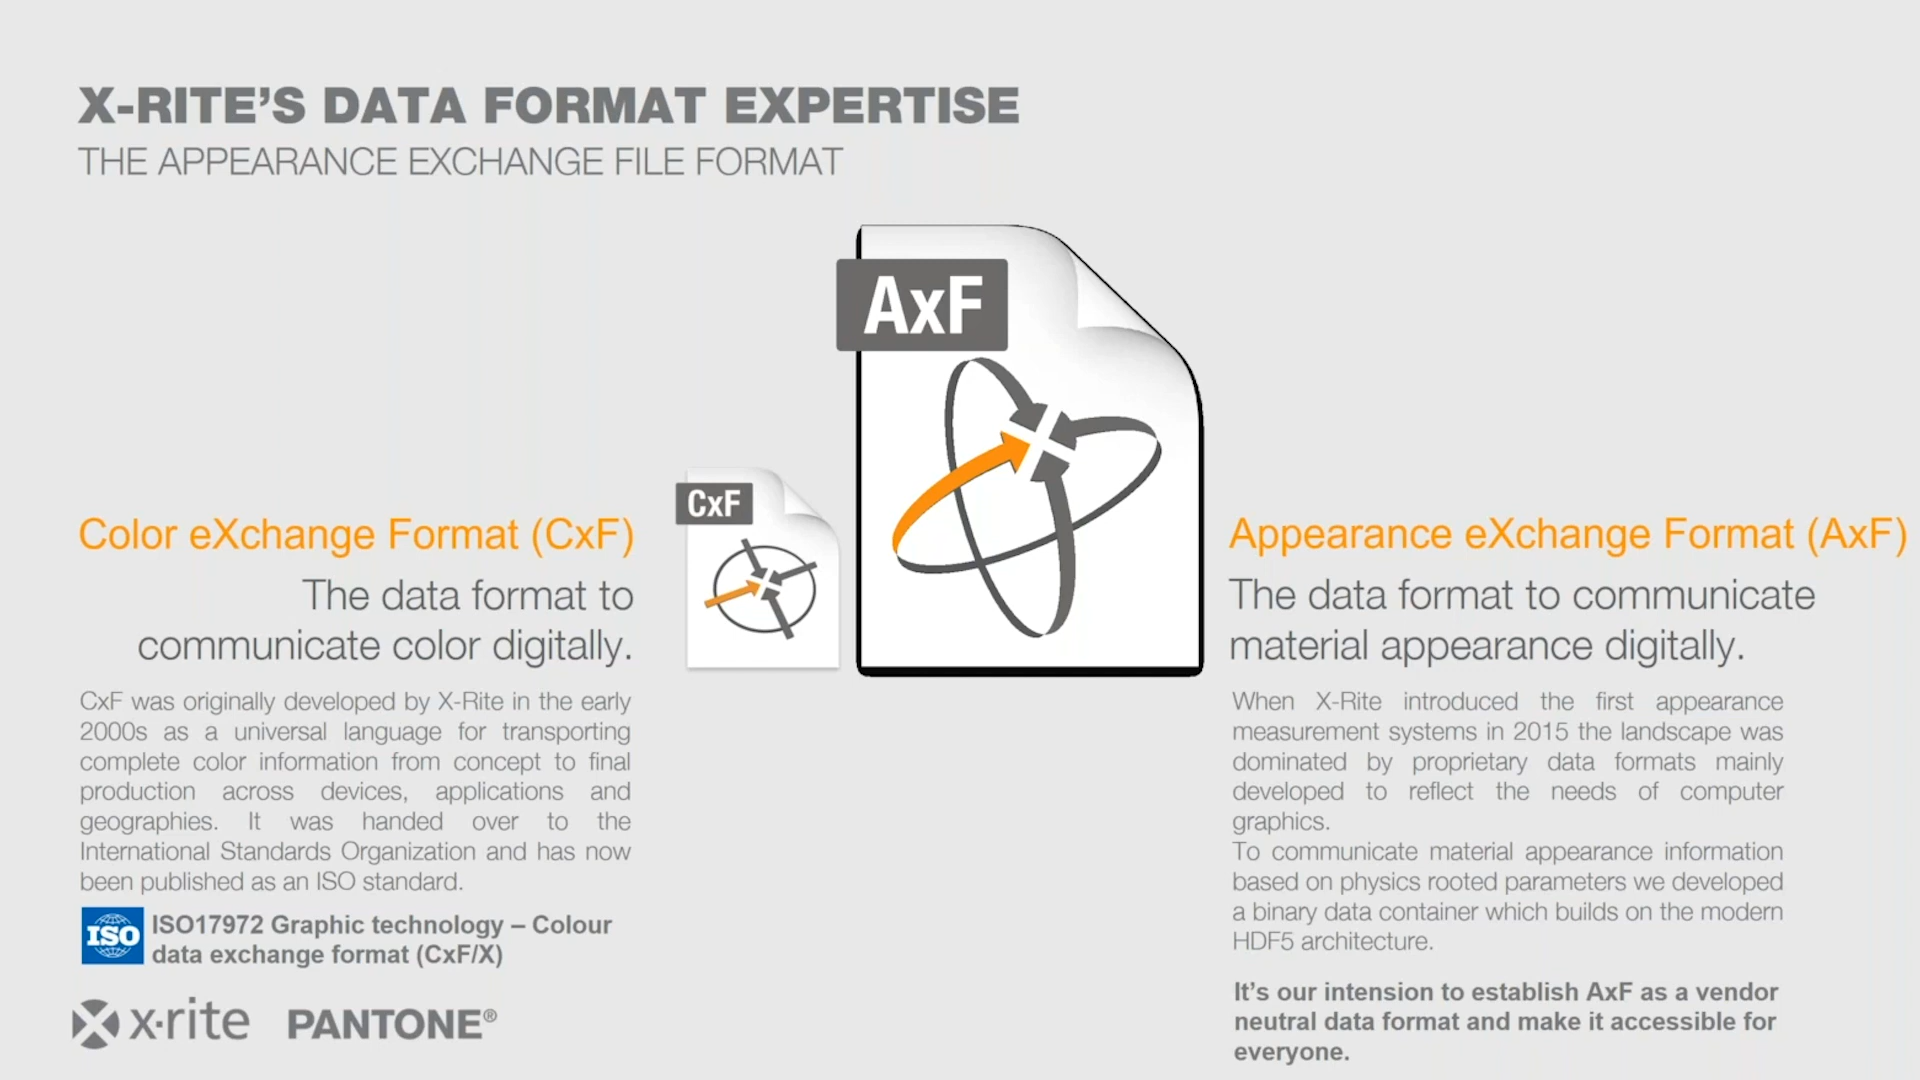 X-RITE’S DATA FORMAT EXPERTISE
THE APPEARANCE EXCHANGE FILE FORMAT
AxF
CxF
Color eXchange Format (CxF)
The data format to
communicate color digitally.
CxF was originally developed by X-Rite in the early
2000s as a universal language for transporting
complete color information from concept to final
production across devices, applications and
geographies. It was handed over to the
International Standards Organization and has now
been published as an ISO standard.
ISO
ISO17972 Graphic technology – Colour
data exchange format (CxF/X)
x·rite PANTONE®
Appearance eXchange Format (AxF)
The data format to communicate
material appearance digitally.
When X-Rite introduced the first appearance
measurement systems in 2015 the landscape was
dominated by proprietary data formats mainly
developed to reflect the needs of computer
graphics.
To communicate material appearance information
based on physics rooted parameters we developed
a binary data container which builds on the modern
HDF5 architecture.
It’s our intension to establish AxF as a vendor
neutral data format and make it accessible for
everyone.